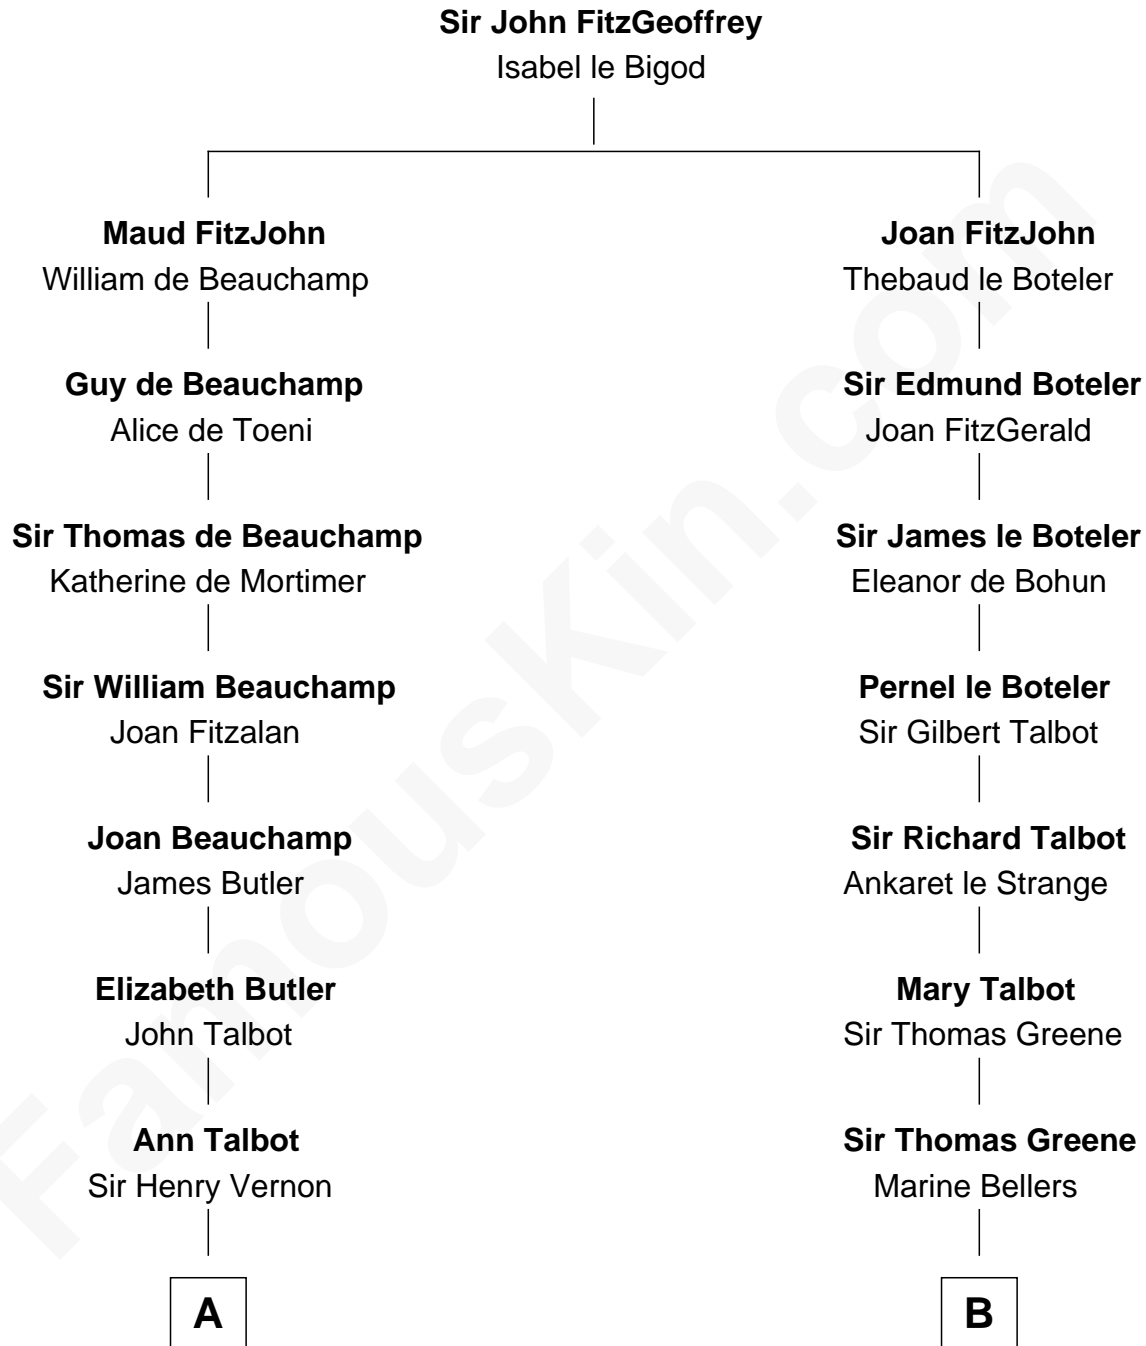 Sir John FitzGeoffrey
Isabel le Bigod
Maud FitzJohn
William de Beauchamp
Joan FitzJohn
Thebaud le Boteler
Guy de Beauchamp
Alice de Toeni
Sir Edmund Boteler
Joan FitzGerald
Sir Thomas de Beauchamp
Katherine de Mortimer
Sir James le Boteler
Eleanor de Bohun
Sir William Beauchamp
Joan Fitzalan
Pernel le Boteler
Sir Gilbert Talbot
Joan Beauchamp
James Butler
Sir Richard Talbot
Ankaret le Strange
Elizabeth Butler
John Talbot
Mary Talbot
Sir Thomas Greene
Ann Talbot
Sir Henry Vernon
Sir Thomas Greene
Marine Bellers
A
B
FamousKin.com